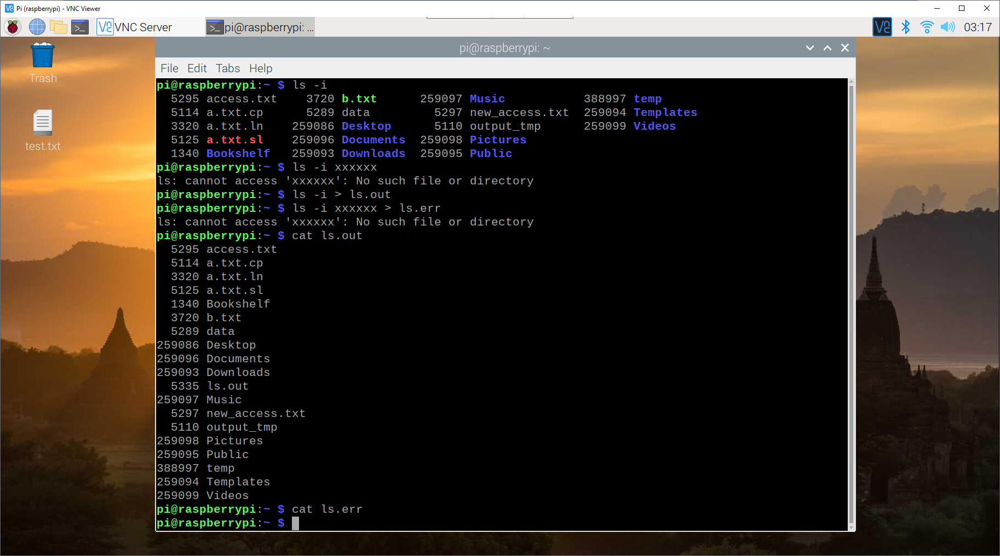 Pi (raspberrypi) - VNC Viewer
VNC Server
pi@raspberrypi: ...
03:17
Trash
test.txt
pi@raspberrypi: ~
File Edit Tabs Help
pi@raspberrypi:~ $ ls -i
5295 access.txt 3720 b.txt 259097 Music 388997 temp
5114 a.txt.cp 5289 data 5297 new_access.txt 259094 Templates
3320 a.txt.ln 259086 Desktop 5110 output_tmp 259099 Videos
5125 a.txt.sl 259096 Documents 259098 Pictures
1340 Bookshelf 259093 Downloads 259095 Public
pi@raspberrypi:~ $ ls -i xxxxxx
ls: cannot access 'xxxxxx': No such file or directory
pi@raspberrypi:~ $ ls -i > ls.out
pi@raspberrypi:~ $ ls -i xxxxxx > ls.err
ls: cannot access 'xxxxxx': No such file or directory
pi@raspberrypi:~ $ cat ls.out
5295 access.txt
5114 a.txt.cp
3320 a.txt.ln
5125 a.txt.sl
1340 Bookshelf
3720 b.txt
5289 data
259086 Desktop
259096 Documents
259093 Downloads
5335 ls.out
259097 Music
5297 new_access.txt
5110 output_tmp
259098 Pictures
259095 Public
388997 temp
259094 Templates
259099 Videos
pi@raspberrypi:~ $ cat ls.err
pi@raspberrypi:~ $